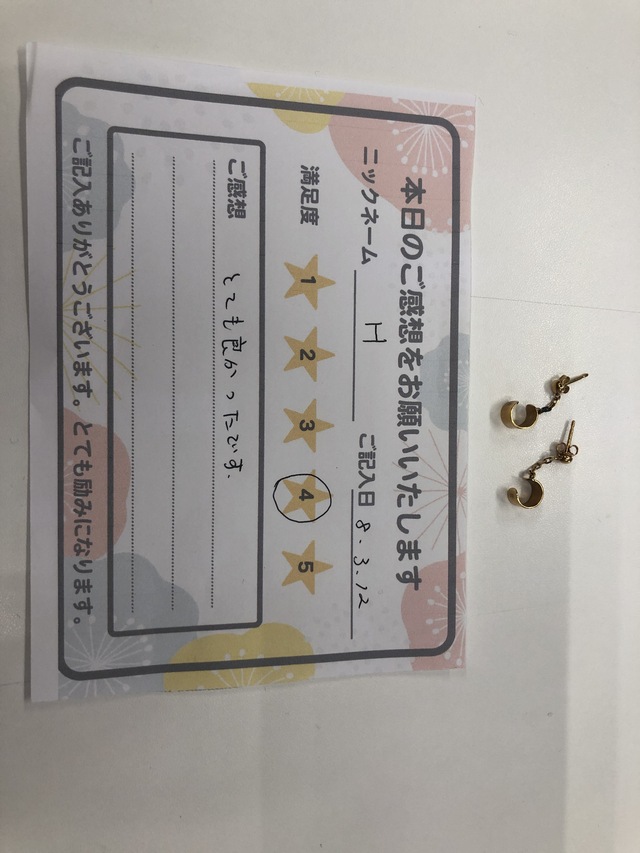 本日のご感想をお願いいたします
ニックネーム H ご記入日 8.3.12
満足度 1 2 3 4 5
ご感想
とても良かったです.
ご記入ありがとうございます。とても励みになります。